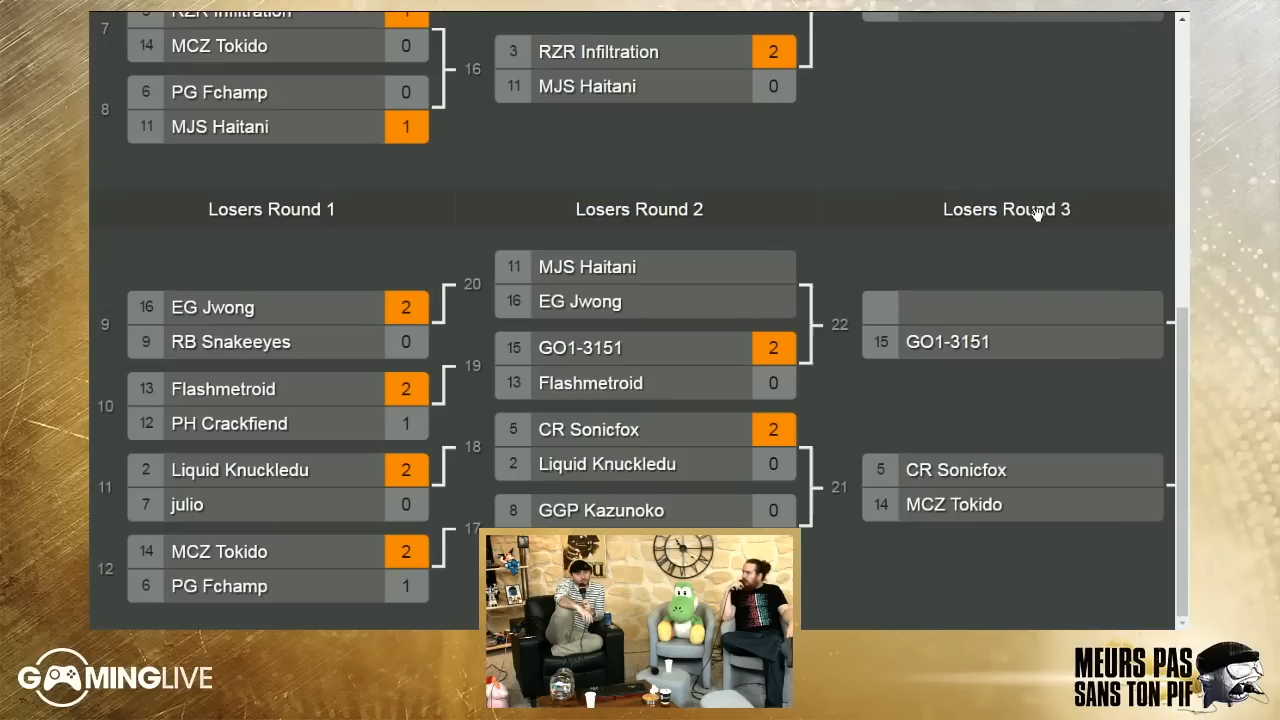 7
RZR Infiltration
14 MCZ Tokido 0
8
6 PG Fchamp 0
11 MJS Haitani 1
16
3 RZR Infiltration 2
11 MJS Haitani 0
Losers Round 1
Losers Round 2
Losers Round 3
9
16 EG Jwong 2
9 RB Snakeeyes 0
10
13 Flashmetroid 2
12 PH Crackfiend 1
11
2 Liquid Knuckledu 2
7 julio 0
12
14 MCZ Tokido 2
6 PG Fchamp 1
20
11 MJS Haitani
16 EG Jwong
19
15 GO1-3151 2
13 Flashmetroid 0
18
5 CR Sonicfox 2
2 Liquid Knuckledu 0
17
8 GGP Kazunoko 0
22
15 GO1-3151
21
5 CR Sonicfox
14 MCZ Tokido
GAMINGLIVE
MEURS PAS
SANS TON PIF